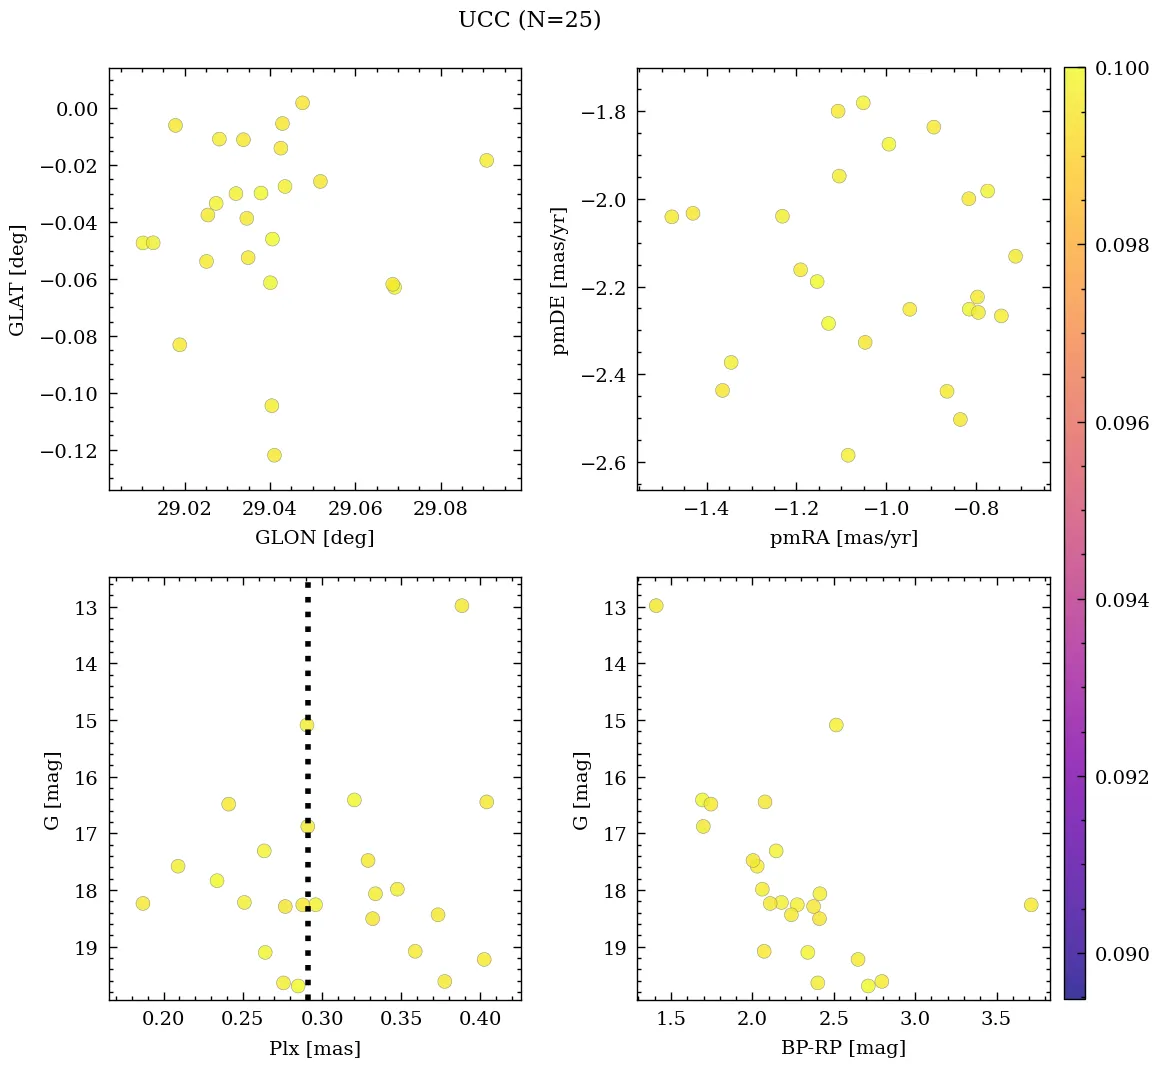 UCC (N=25)
0.00
−0.02
−0.04
−0.06
−0.08
−0.10
−0.12
GLAT [deg]
29.02 29.04 29.06 29.08
GLON [deg]
−1.8
−2.0
−2.2
−2.4
−2.6
pmDE [mas/yr]
−1.4 −1.2 −1.0 −0.8
pmRA [mas/yr]
0.100
0.098
0.096
0.094
0.092
0.090
13
14
15
16
17
18
19
G [mag]
0.20 0.25 0.30 0.35 0.40
Plx [mas]
13
14
15
16
17
18
19
G [mag]
1.5 2.0 2.5 3.0 3.5
BP-RP [mag]